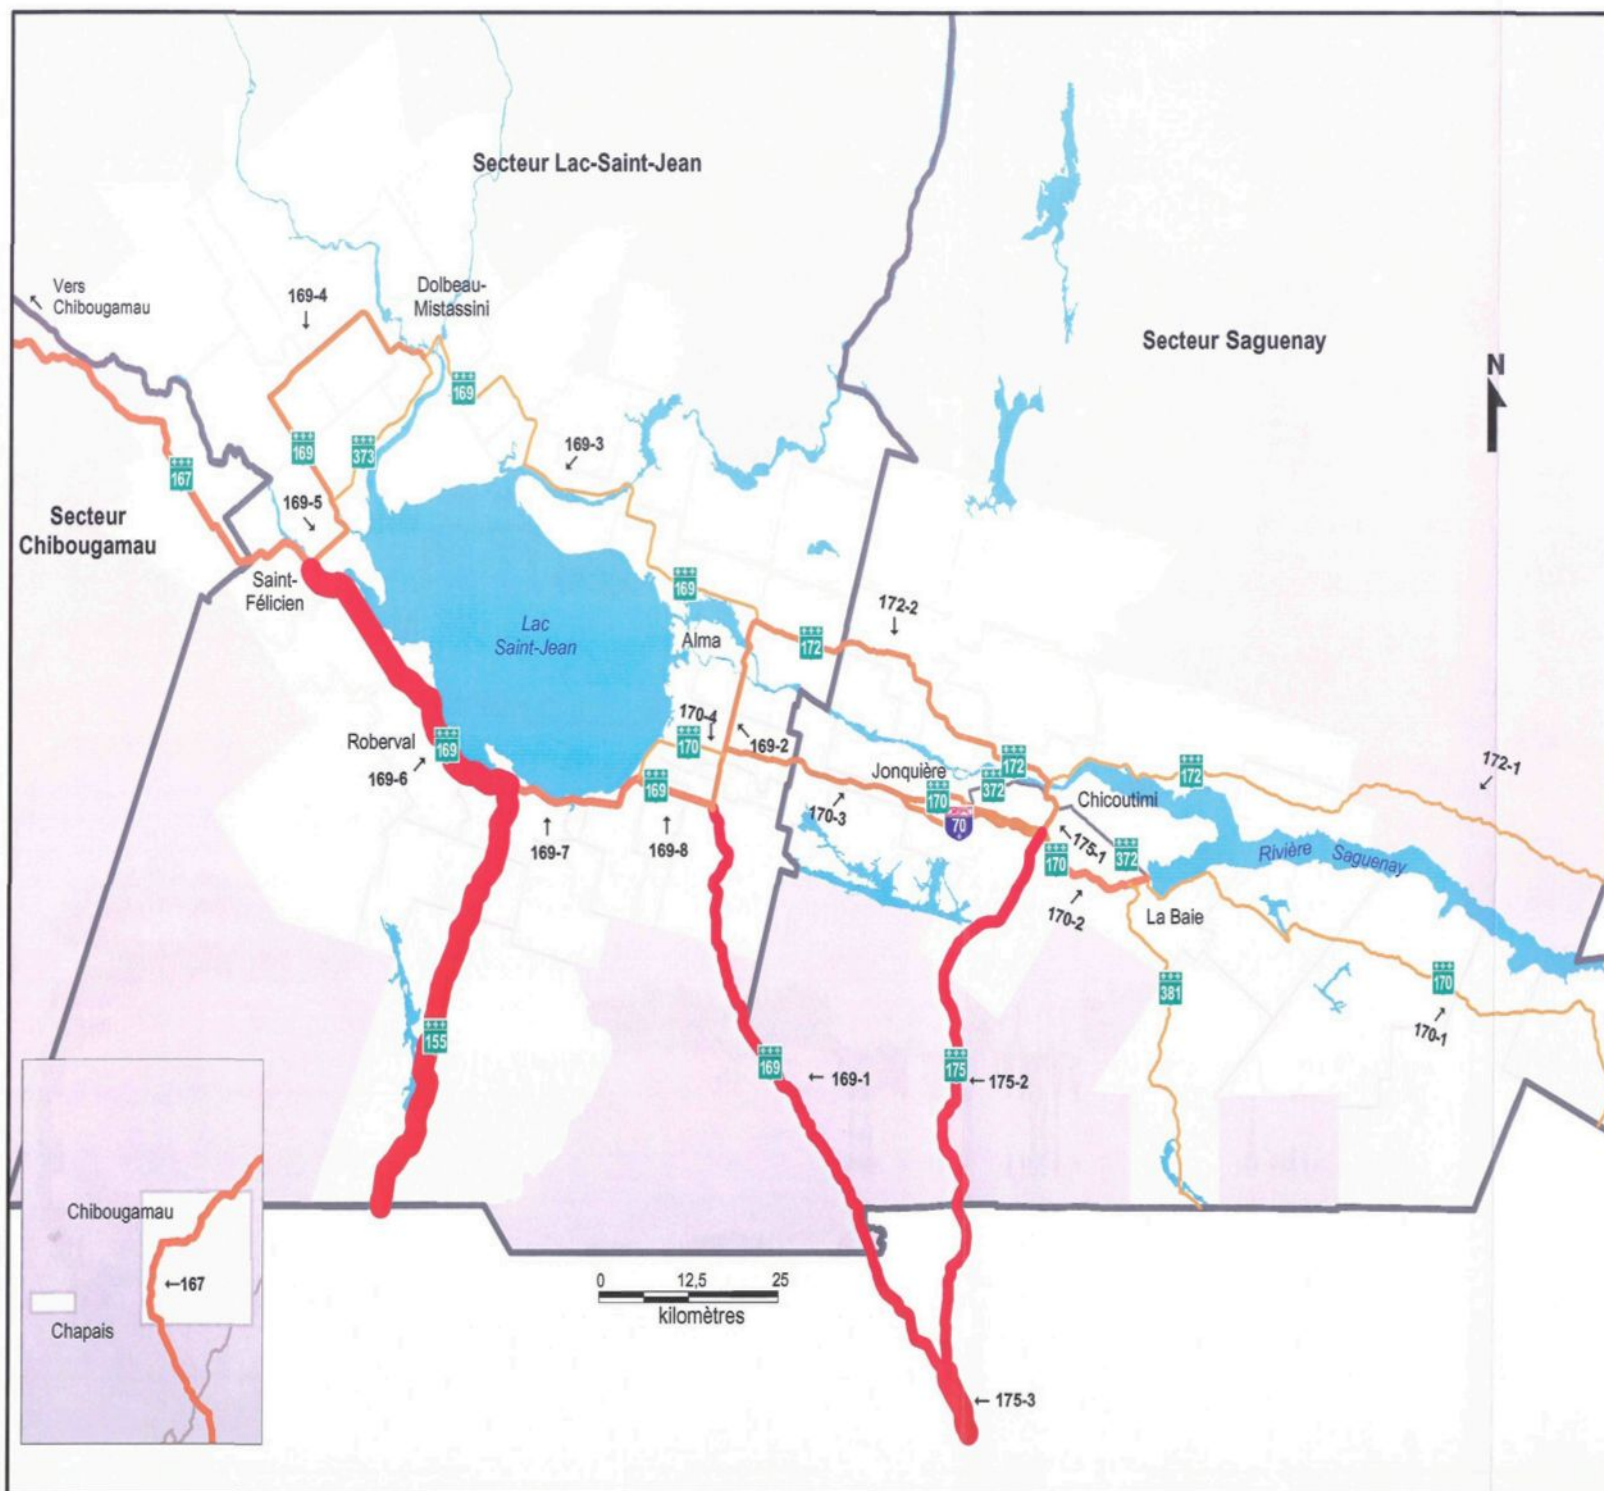 Secteur Lac-Saint-Jean
Vers
Chibougamau
169-4
Dolbeau-
Mistassini
Secteur Saguenay
N
169
169
373
169-3
167
169-5
Secteur
Chibougamau
Saint-
Félicien
Lac
Saint-Jean
169
Alma
172-2
172
170-4
170
169-2
Roberval
169
169-6
169
Jonquière
172
372
170
70
170-3
172
172-1
Chicoutimi
169-7
169-8
175-1
170
372
Rivière Saguenay
170-2
La Baie
381
170
170-1
155
169
169-1
175
175-2
Chibougamau
167
Chapais
0 12,5 25
kilomètres
175-3